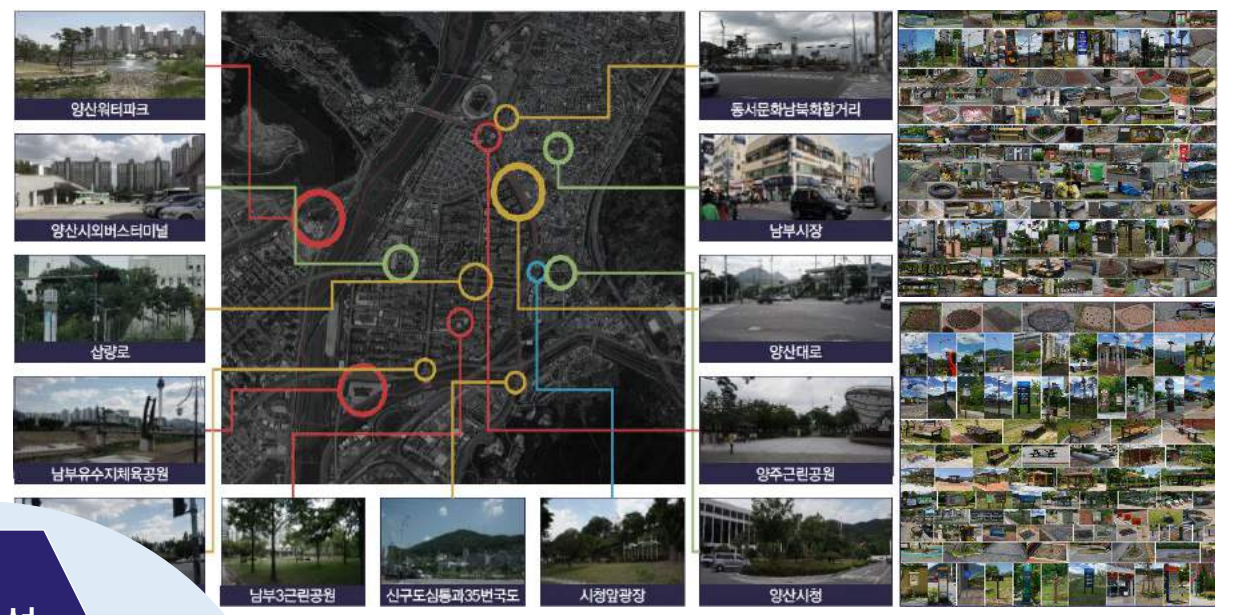 양산워터파크
동서문화남북화합거리
양산시외버스터미널
남부시장
삽량로
양산대로
남부유수지체육공원
양주근린공원
남부3근린공원
신구도심통과35번국도
시청앞광장
양산시청